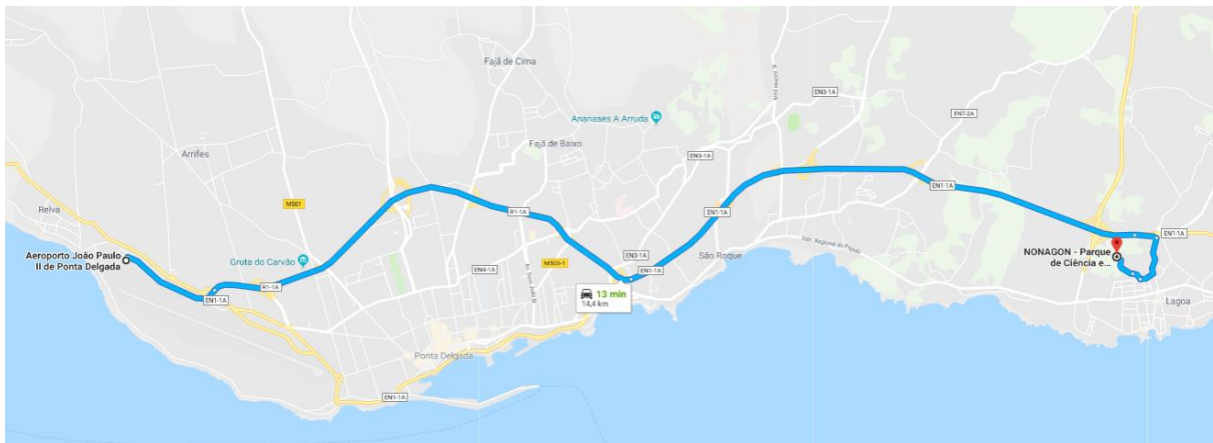 Fajã de Cima
EN3-1A
EN7-2A
Ananases A Arruda
Fajã de Baixo
Arrifes
EN3-1A
EN1-1A
M501
Relva
R1-1A
EN1-1A
EN1-1A
Aeroporto João Paulo
II de Ponta Delgada
Gruta do Carvão
EN3-1A
São Roque
NONAGON - Parque
de Ciência e...
M503-1
EN4-1A
EN1-1A
R1-1A
EN1-1A
13 min
14,4 km
Lagoa
Ponta Delgada
EN1-1A